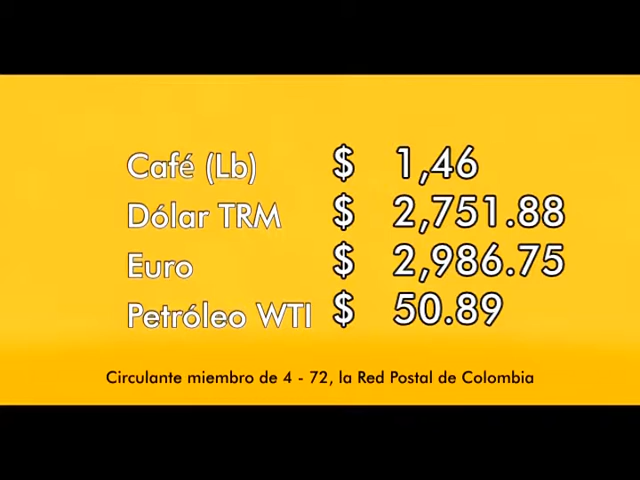 Café (Lb) $ 1,46
Dólar TRM $ 2,751.88
Euro $ 2,986.75
Petróleo WTI $ 50.89
Circulante miembro de 4 - 72, la Red Postal de Colombia